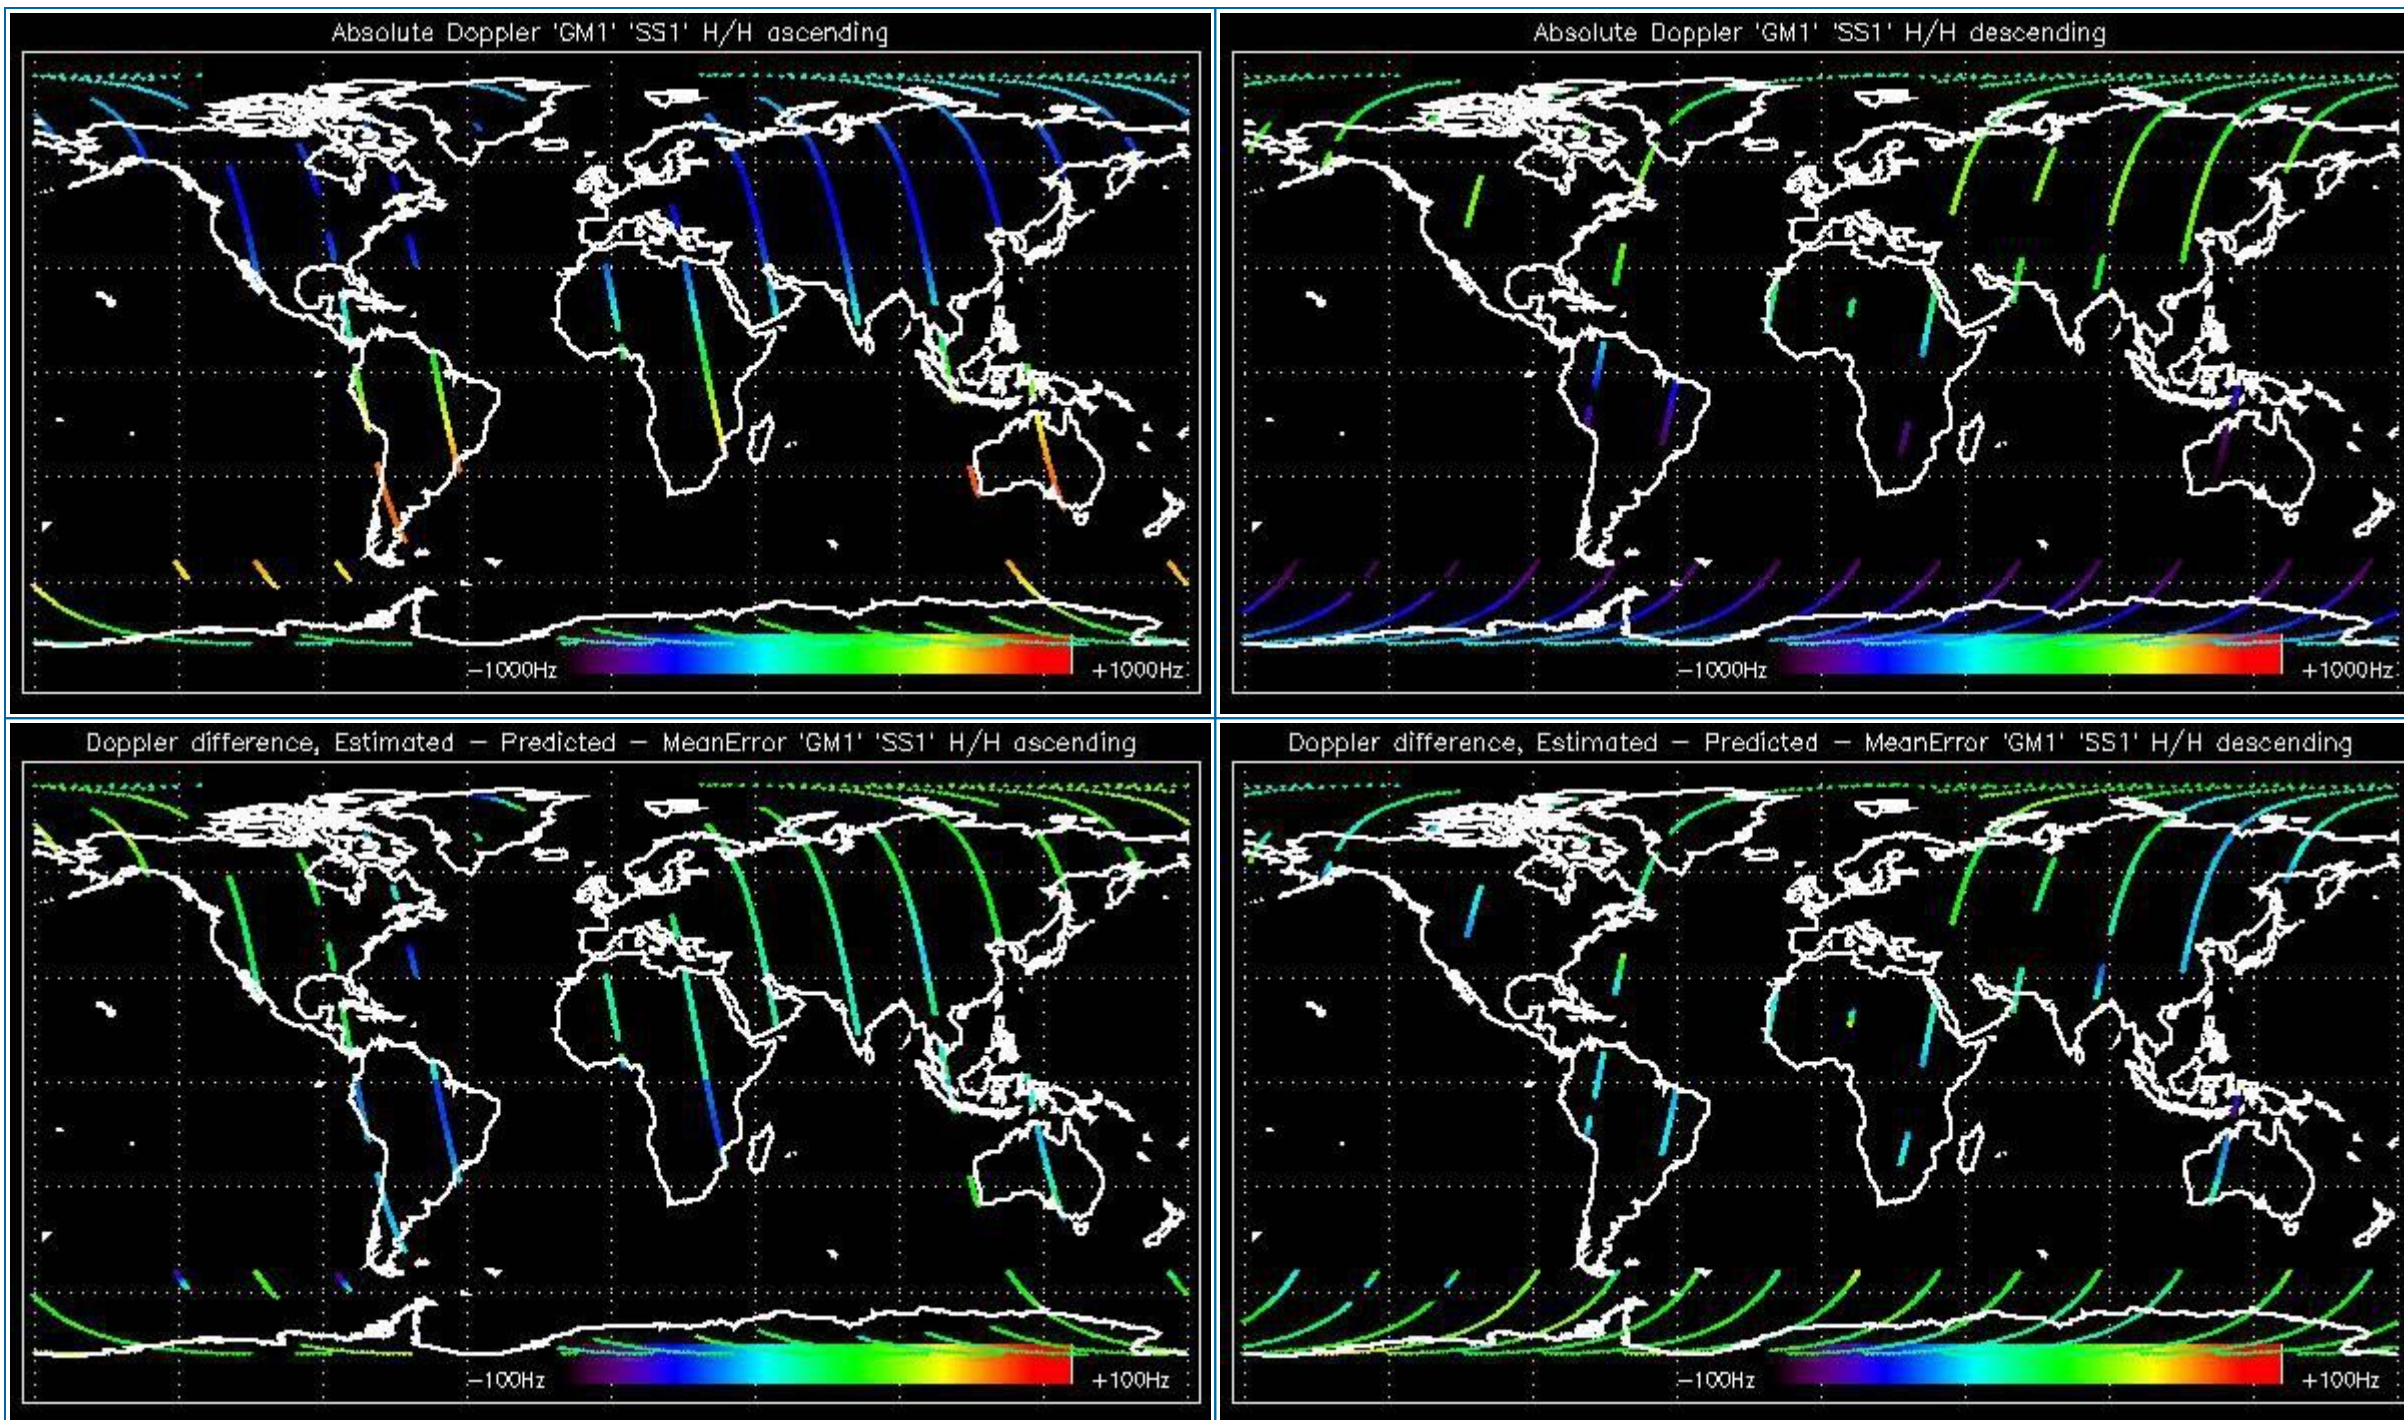 Absolute Doppler 'GM1' 'SS1' H/H ascending
-1000Hz
+1000Hz
Absolute Doppler 'GM1' 'SS1' H/H descending
-1000Hz
+1000Hz
Doppler difference, Estimated - Predicted - MeanError 'GM1' 'SS1' H/H ascending
-100Hz
+100Hz
Doppler difference, Estimated - Predicted - MeanError 'GM1' 'SS1' H/H descending
-100Hz
+100Hz